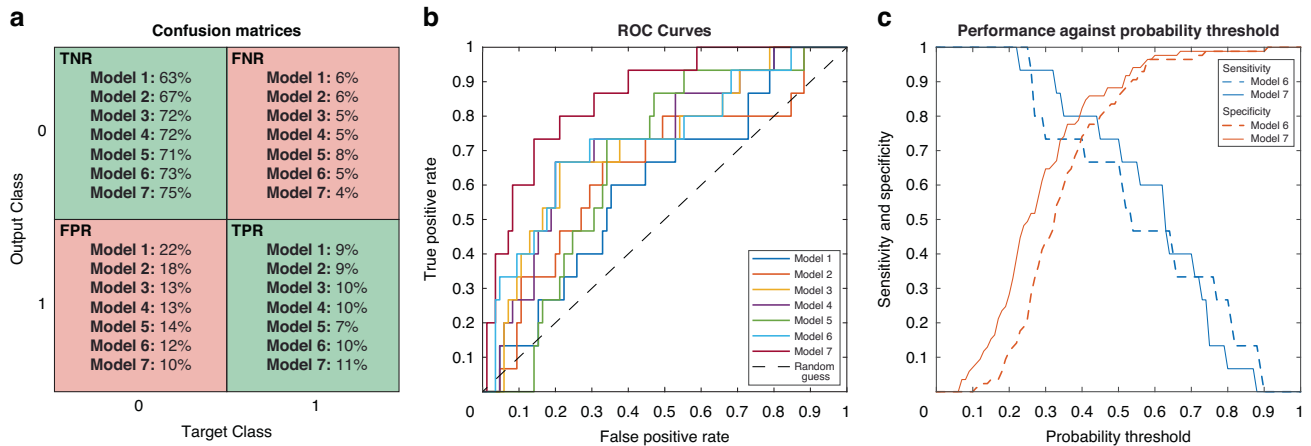 a
Confusion matrices
TNR
Model 1: 63%
Model 2: 67%
Model 3: 72%
Model 4: 72%
Model 5: 71%
Model 6: 73%
Model 7: 75%
FNR
Model 1: 6%
Model 2: 6%
Model 3: 5%
Model 4: 5%
Model 5: 8%
Model 6: 5%
Model 7: 4%
FPR
Model 1: 22%
Model 2: 18%
Model 3: 13%
Model 4: 13%
Model 5: 14%
Model 6: 12%
Model 7: 10%
TPR
Model 1: 9%
Model 2: 9%
Model 3: 10%
Model 4: 10%
Model 5: 7%
Model 6: 10%
Model 7: 11%
0
1
Output Class
0 1
Target Class
b
ROC Curves
True positive rate
1
0.9
0.8
0.7
0.6
0.5
0.4
0.3
0.2
0.1
0 0.1 0.2 0.3 0.4 0.5 0.6 0.7 0.8 0.9 1
False positive rate
Model 1
Model 2
Model 3
Model 4
Model 5
Model 6
Model 7
Random
guess
c
Performance against probability threshold
Sensitivity and specificity
1
0.9
0.8
0.7
0.6
0.5
0.4
0.3
0.2
0.1
0 0.1 0.2 0.3 0.4 0.5 0.6 0.7 0.8 0.9 1
Probability threshold
Sensitivity
Model 6
Model 7
Specificity
Model 6
Model 7